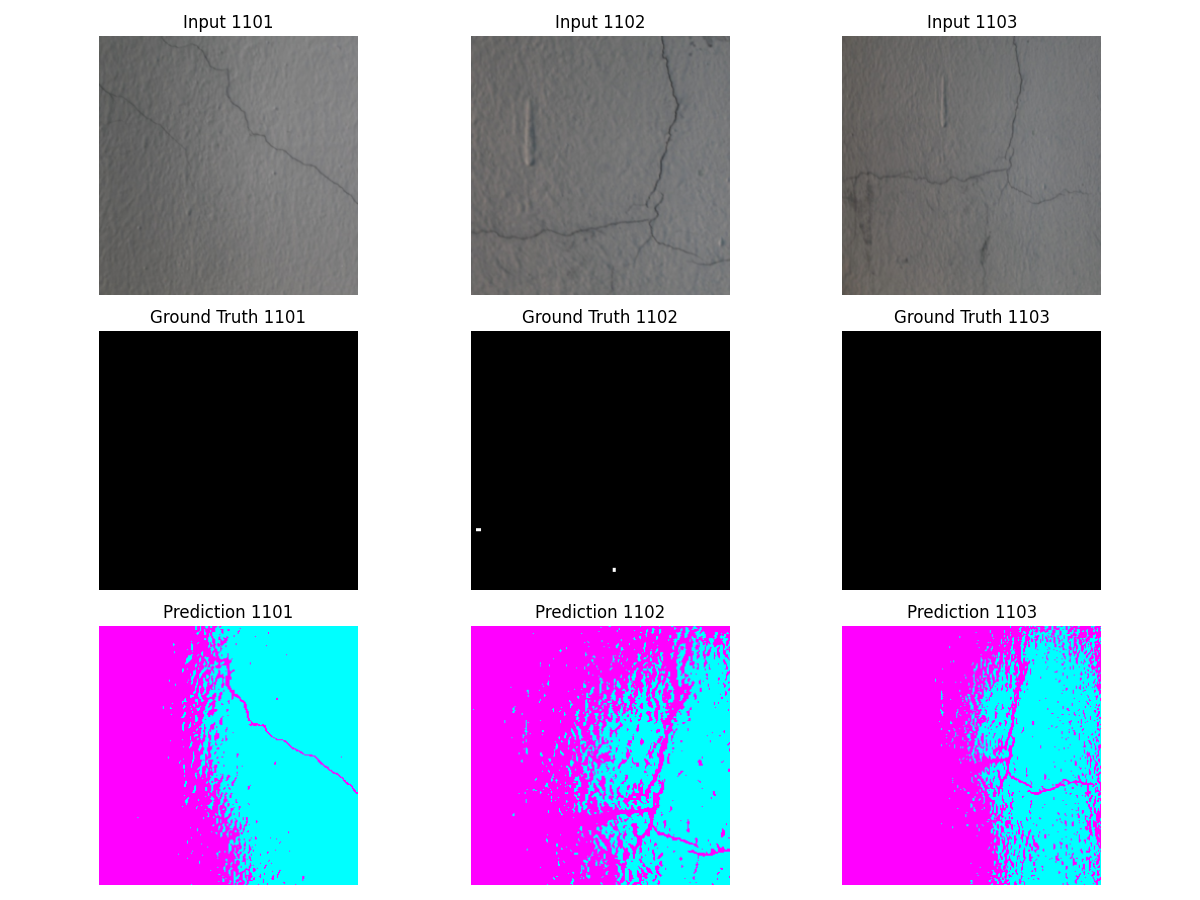 Input 1101
Input 1102
Input 1103
Ground Truth 1101
Ground Truth 1102
Ground Truth 1103
Prediction 1101
Prediction 1102
Prediction 1103